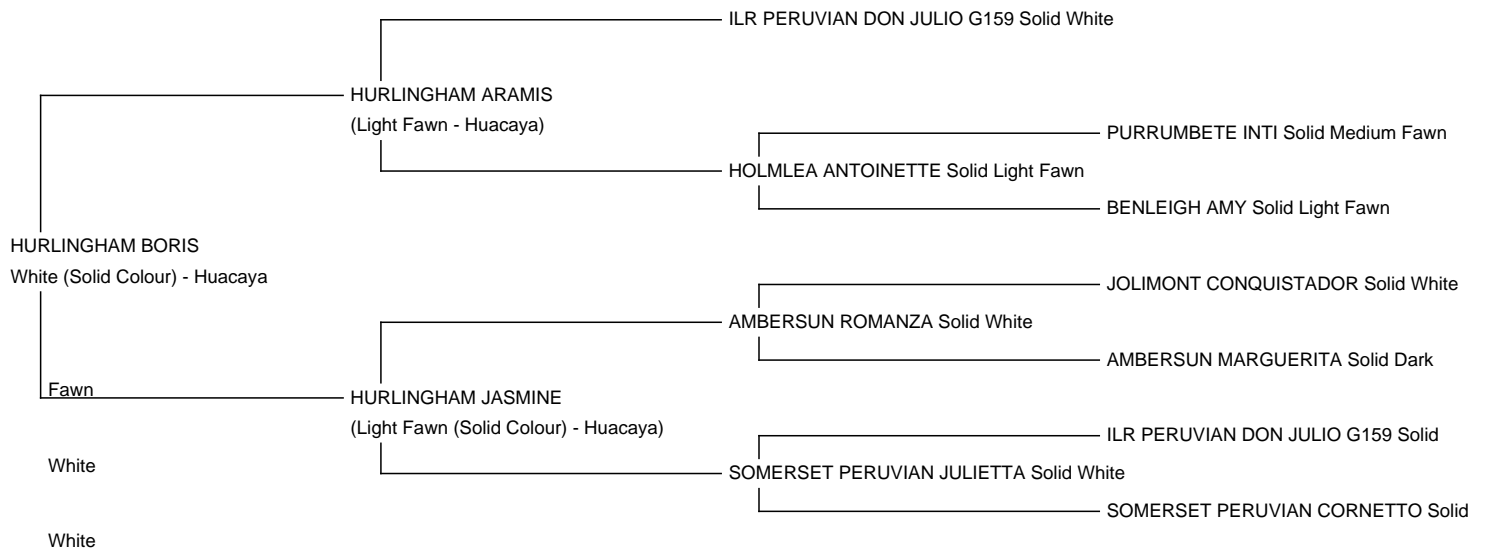 ILR PERUVIAN DON JULIO G159 Solid White
HURLINGHAM ARAMIS
(Light Fawn - Huacaya)
PURRUMBETE INTI Solid Medium Fawn
HOLMLEA ANTOINETTE Solid Light Fawn
BENLEIGH AMY Solid Light Fawn
HURLINGHAM BORIS
White (Solid Colour) - Huacaya
JOLIMONT CONQUISTADOR Solid White
AMBERSUN ROMANZA Solid White
AMBERSUN MARGUERITA Solid Dark
Fawn
HURLINGHAM JASMINE
(Light Fawn (Solid Colour) - Huacaya)
ILR PERUVIAN DON JULIO G159 Solid
White
SOMERSET PERUVIAN JULIETTA Solid White
SOMERSET PERUVIAN CORNETTO Solid
White